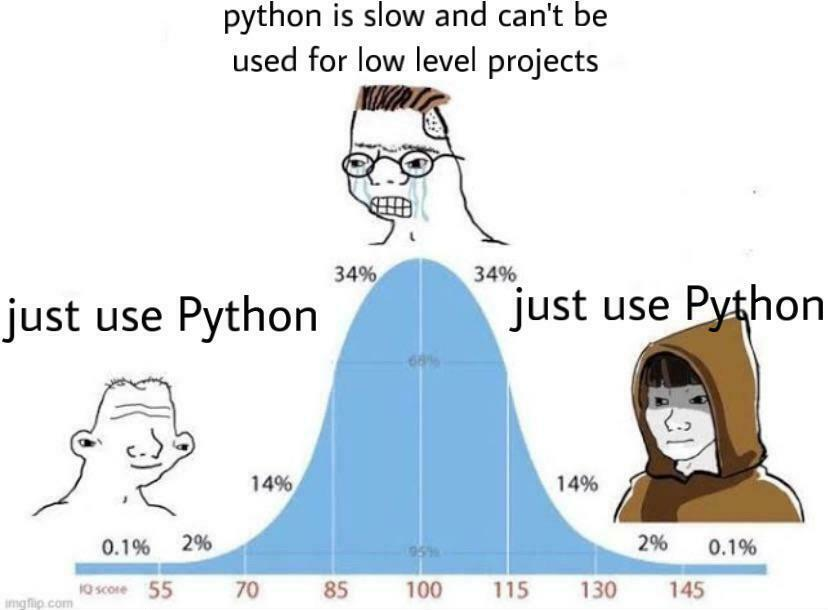 python is slow and can't be
used for low level projects
34% 34%
just use Python just use Python
68%
14% 14%
0.1% 2% 95% 2% 0.1%
IQ score 55 70 85 100 115 130 145
imgflip.com